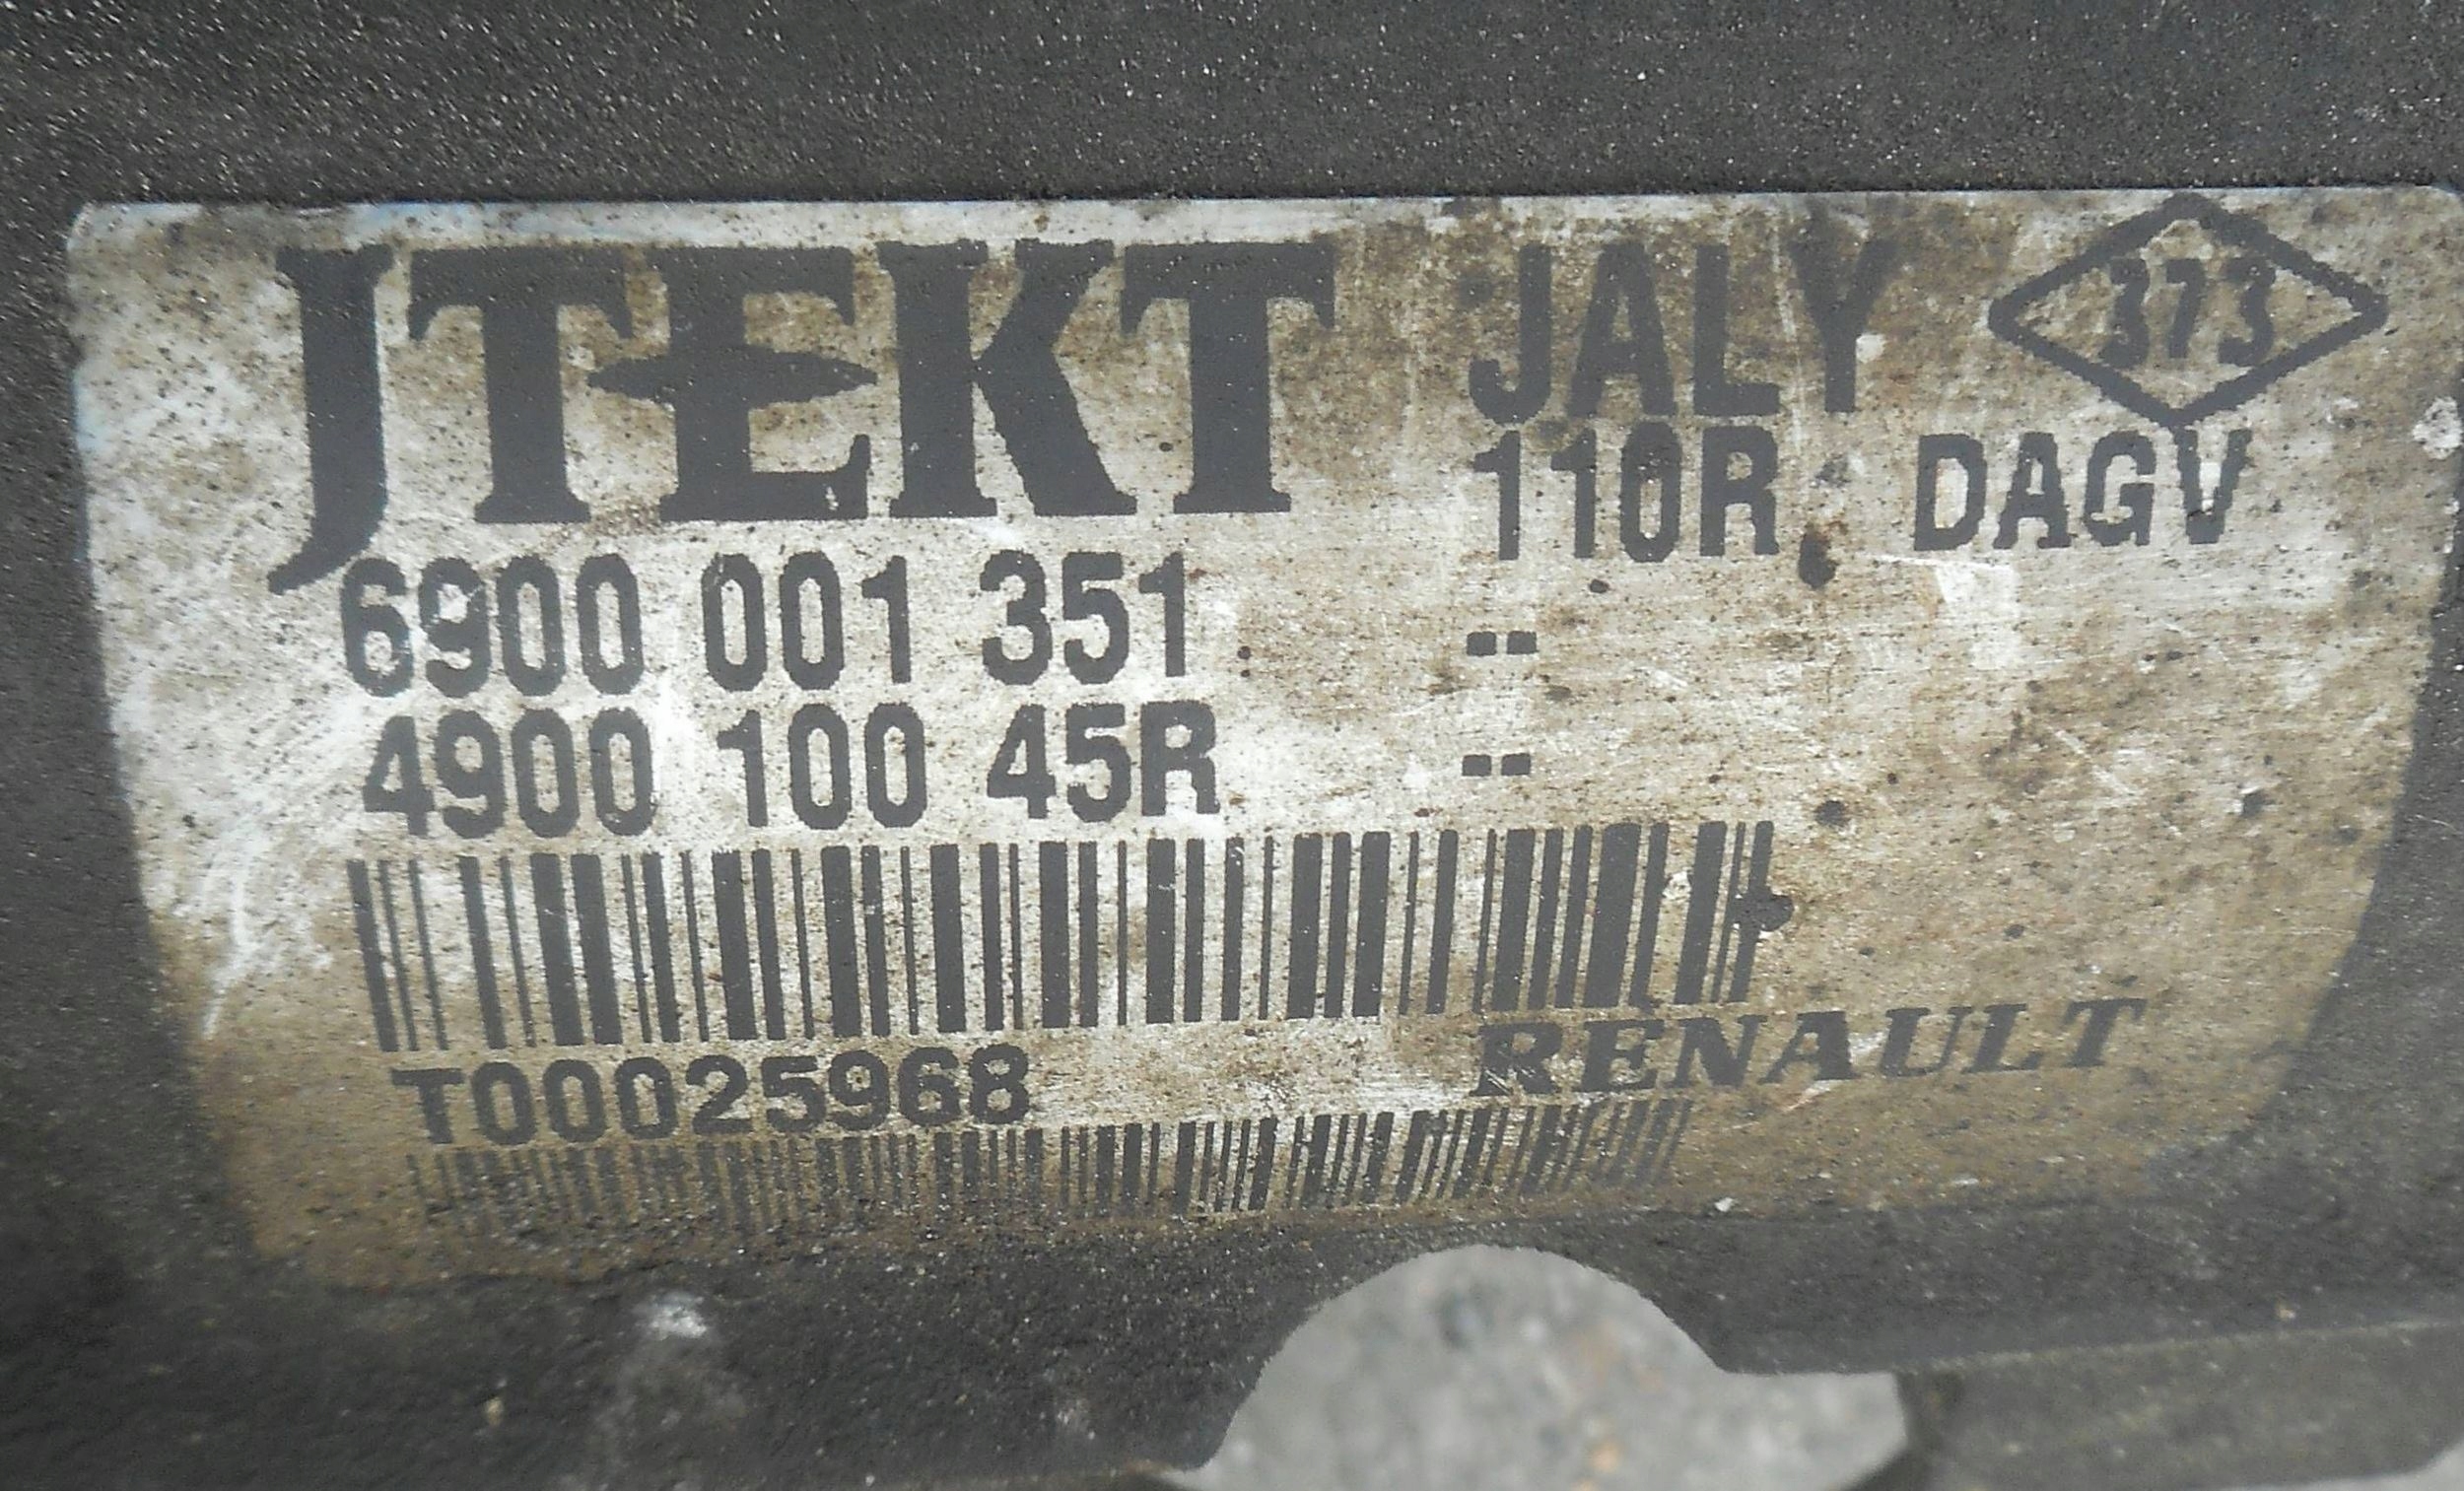 JTEKT JALY 373
110R DAGV
6900 001 351 --
4900 100 45R --
T00025968 RENAULT